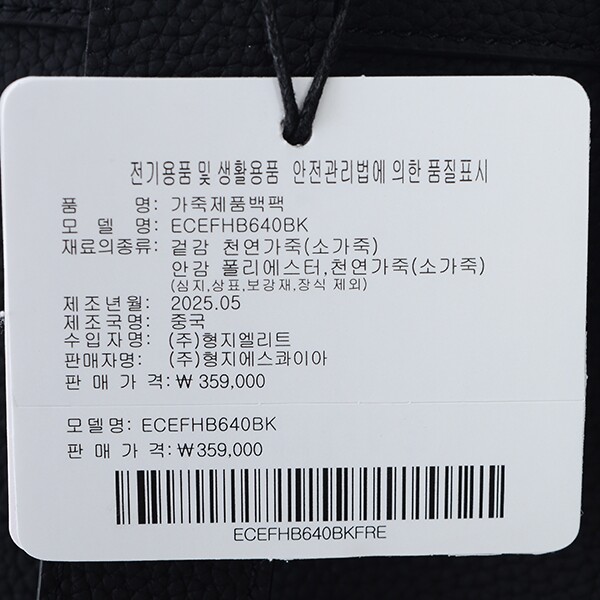 전기용품 및 생활용품 안전관리법에 의한 품질표시
품 명: 가죽제품백팩
모 델 명: ECEFHB640BK
재료의종류: 겉감 천연가죽(소가죽)
안감 폴리에스터,천연가죽(소가죽)
(심지,상표,보강재,장식 제외)
제조년월: 2025.05
제조국명: 중국
수입자명: (주)형지엘리트
판매자명: (주)형지에스콰이아
판 매 가 격: ₩ 359,000
모델명: ECEFHB640BK
판 매 가 격: ₩359,000
ECEFHB640BKFRE